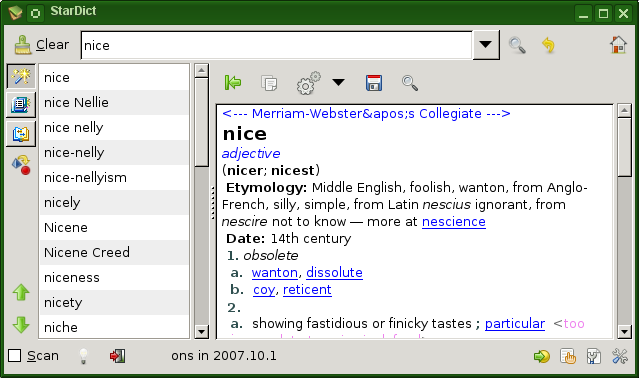 StarDict
Clear
nice
nice
nice Nellie
nice nelly
nice-nelly
nice-nellyism
nicely
Nicene
Nicene Creed
niceness
nicety
niche
<--- Merriam-Webster&apos;s Collegiate --->
nice
adjective
(nicer; nicest)
Etymology: Middle English, foolish, wanton, from Anglo-
French, silly, simple, from Latin nescius ignorant, from
nescire not to know — more at nescience
Date: 14th century
1. obsolete
a. wanton, dissolute
b. coy, reticent
2.
a. showing fastidious or finicky tastes ; particular <too
Scan
ons in 2007.10.1